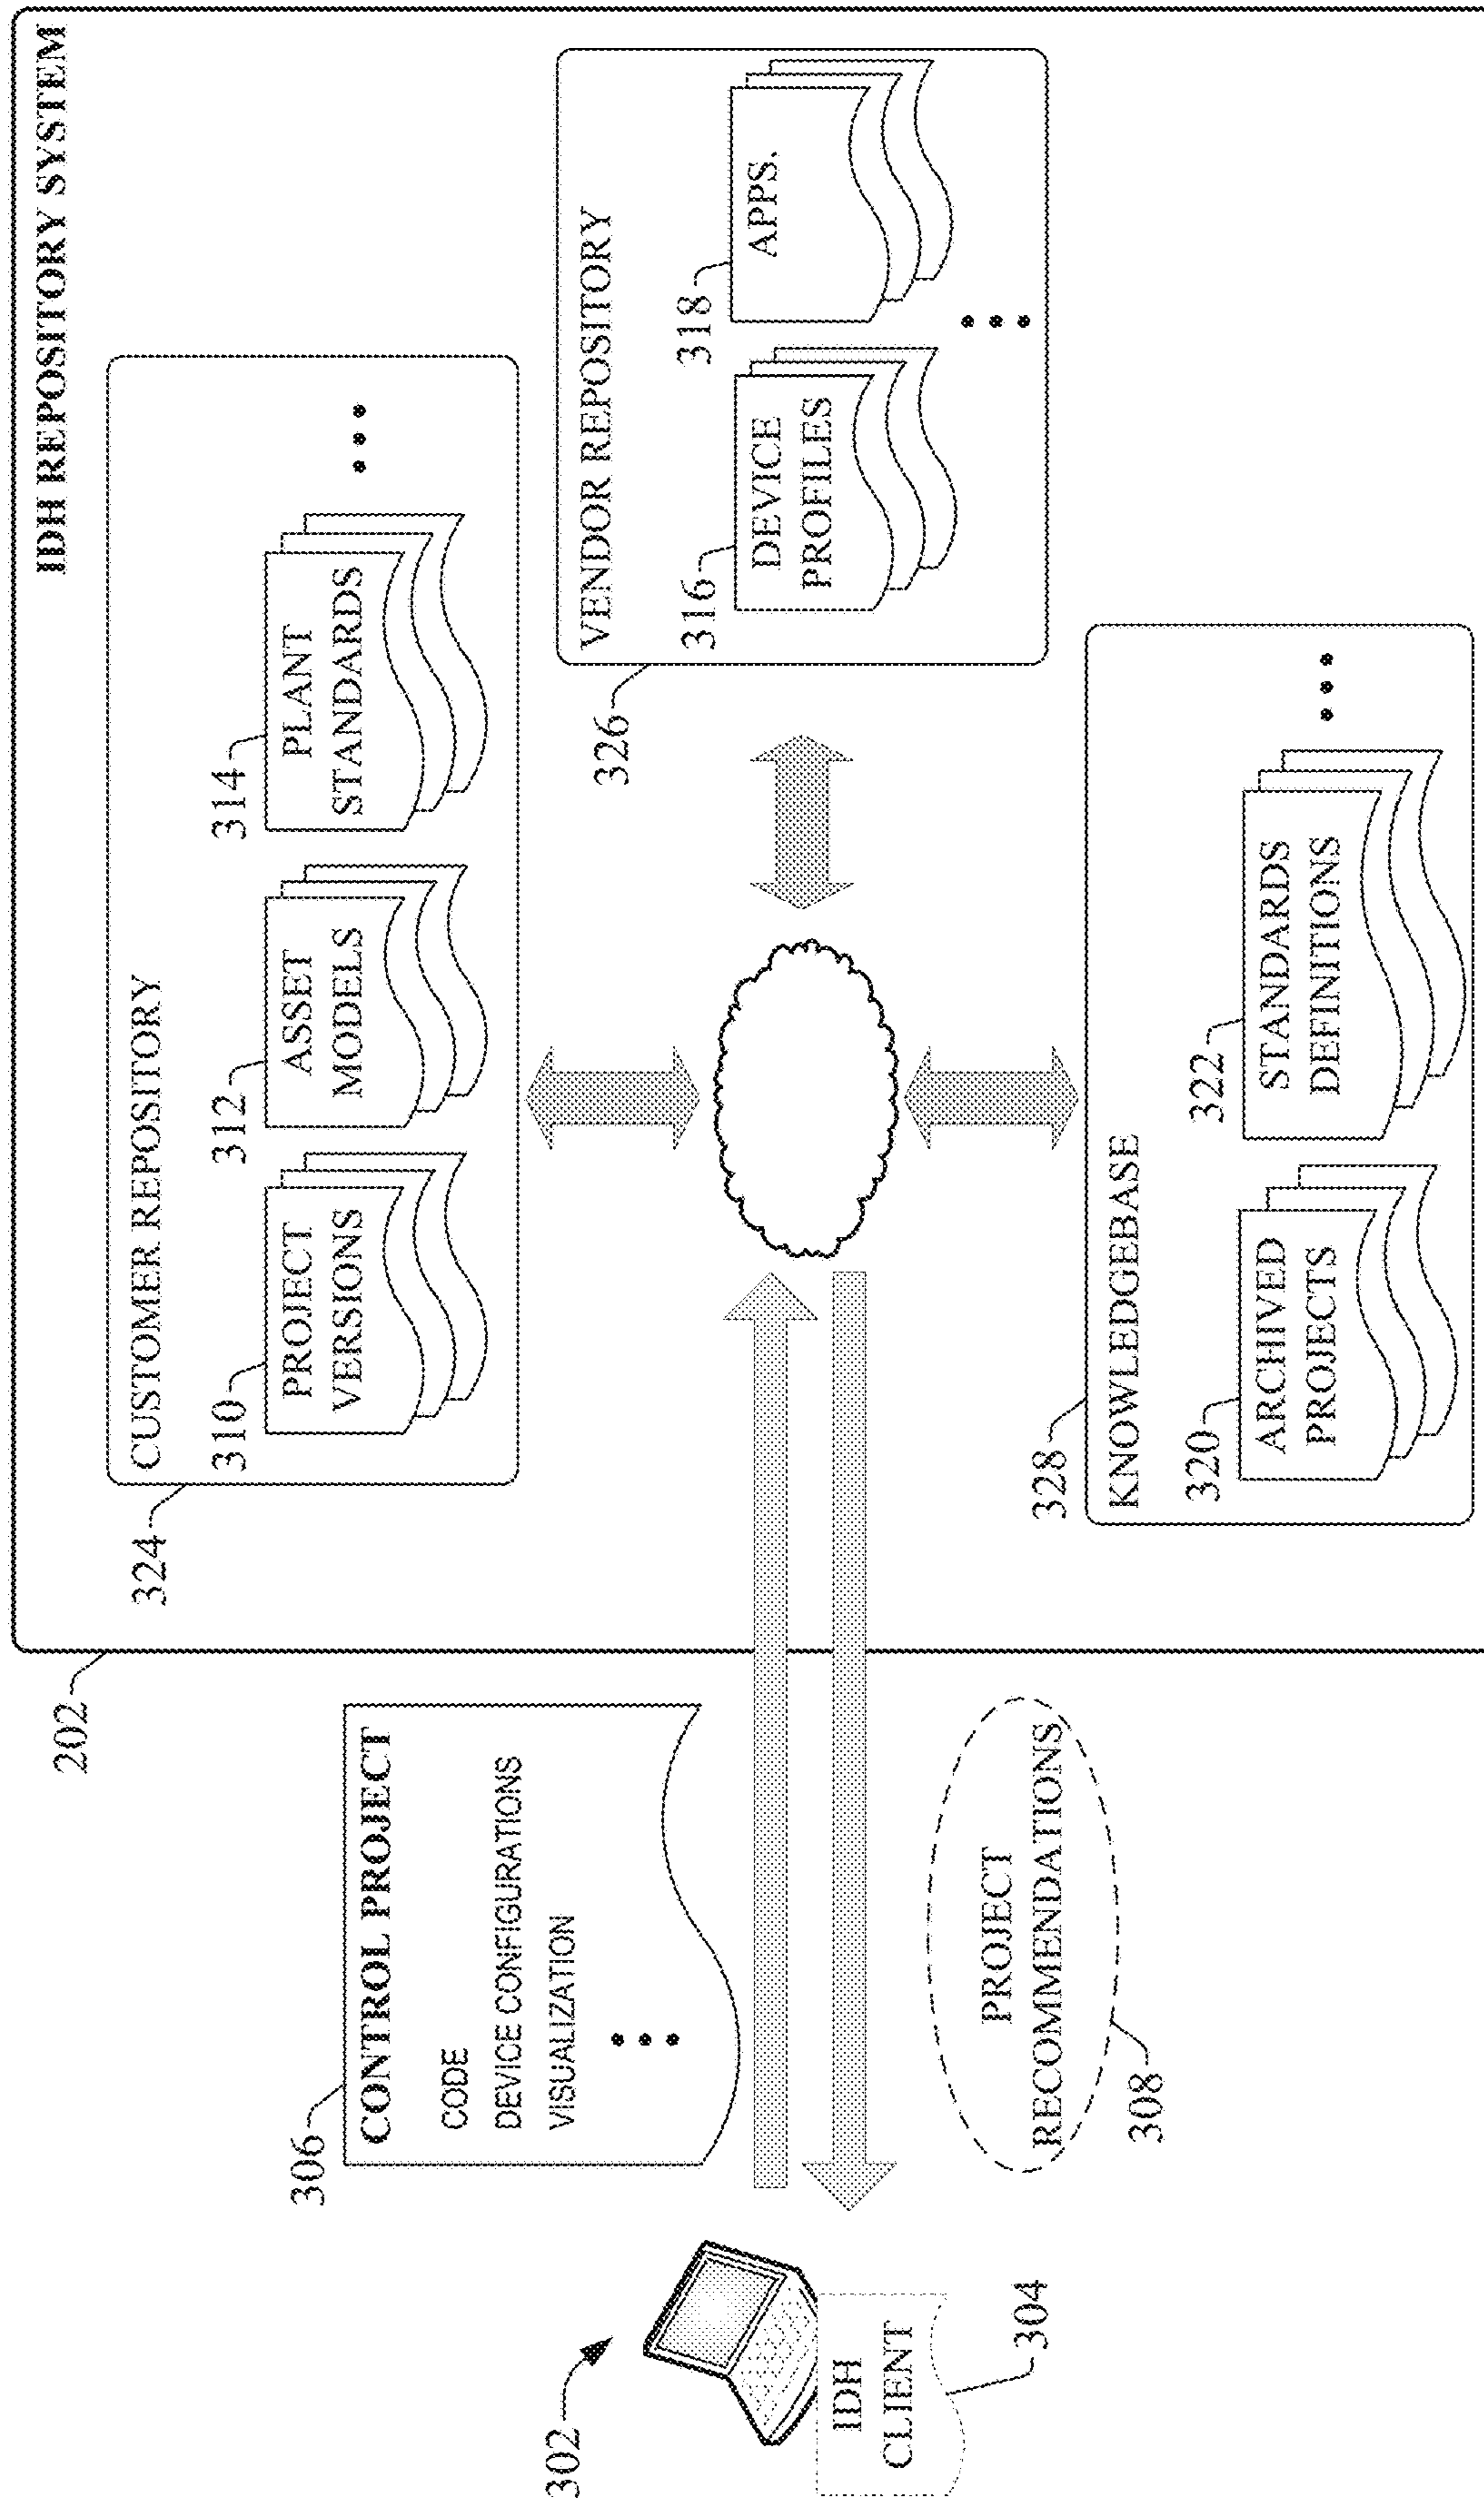 IDH REPOSITORY SYSTEM
202
324
CUSTOMER REPOSITORY
310
PROJECT
VERSIONS
312
ASSET
MODELS
314
PLANT
STANDARDS
306
CONTROL PROJECT
CODE
DEVICE CONFIGURATIONS
VISUALIZATION
326
VENDOR REPOSITORY
316
DEVICE
PROFILES
318
APPS.
302
IDH
CLIENT
304
PROJECT
RECOMMENDATIONS
308
328
KNOWLEDGEBASE
320
ARCHIVED
PROJECTS
322
STANDARDS
DEFINITIONS